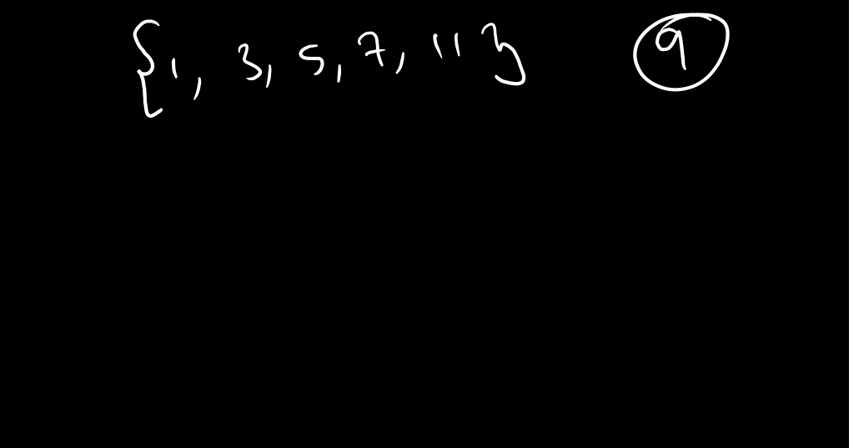 {1, 3, 5, 7, 11} 9